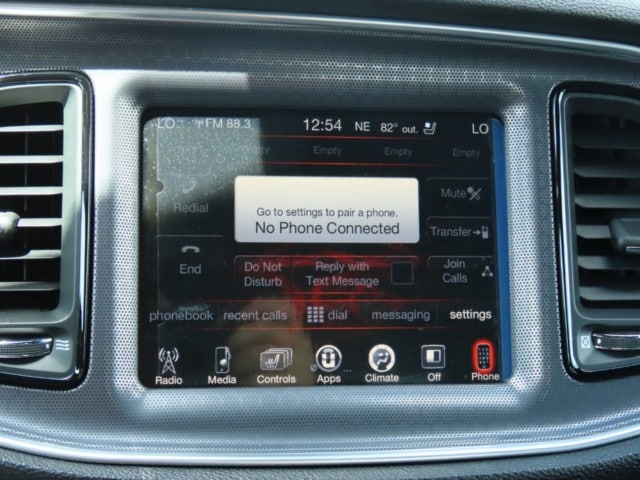 LO FM 88.3 12:54 NE 82° out. LO
Empty Empty Empty Empty Empty
Redial
Go to settings to pair a phone.
No Phone Connected
Mute
Transfer
End
Do Not Disturb
Reply with Text Message
Join Calls
phonebook recent calls dial messaging settings
Radio Media Controls Apps Climate Off Phone